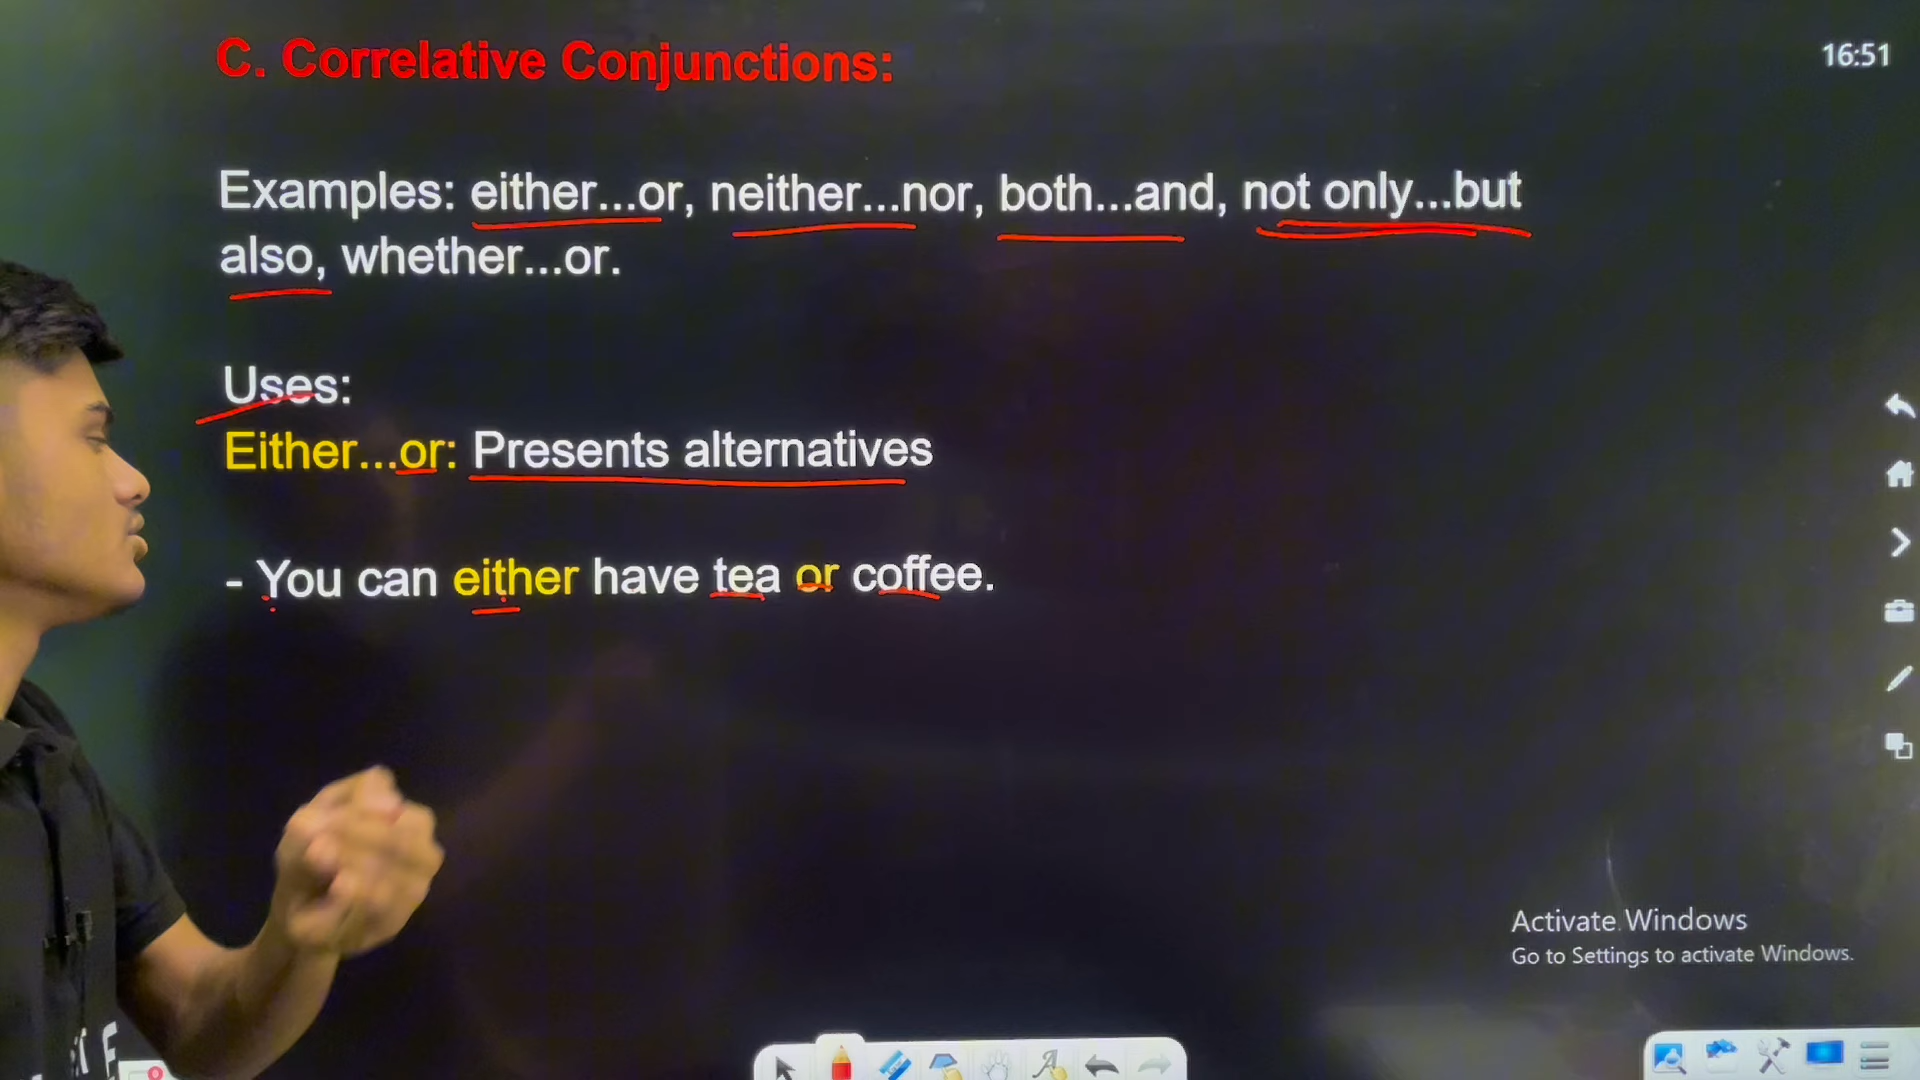 C. Correlative Conjunctions:
16:51
Examples: either...or, neither...nor, both...and, not only...but
also, whether...or.
Uses:
Either...or: Presents alternatives
- You can either have tea or coffee.
Activate Windows
Go to Settings to activate Windows.